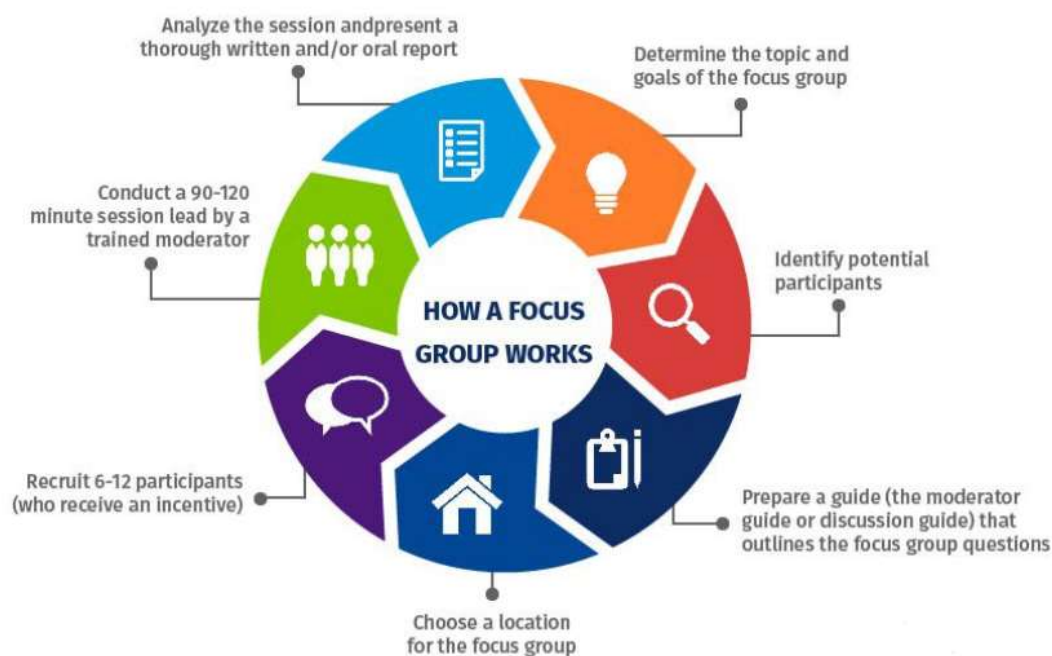 Analyze the session andpresent a
thorough written and/or oral report
Determine the topic and
goals of the focus group
Conduct a 90-120
minute session lead by a
trained moderator
Identify potential
participants
HOW A FOCUS
GROUP WORKS
Recruit 6-12 participants
(who receive an incentive)
Prepare a guide (the moderator
guide or discussion guide) that
outlines the focus group questions
Choose a location
for the focus group